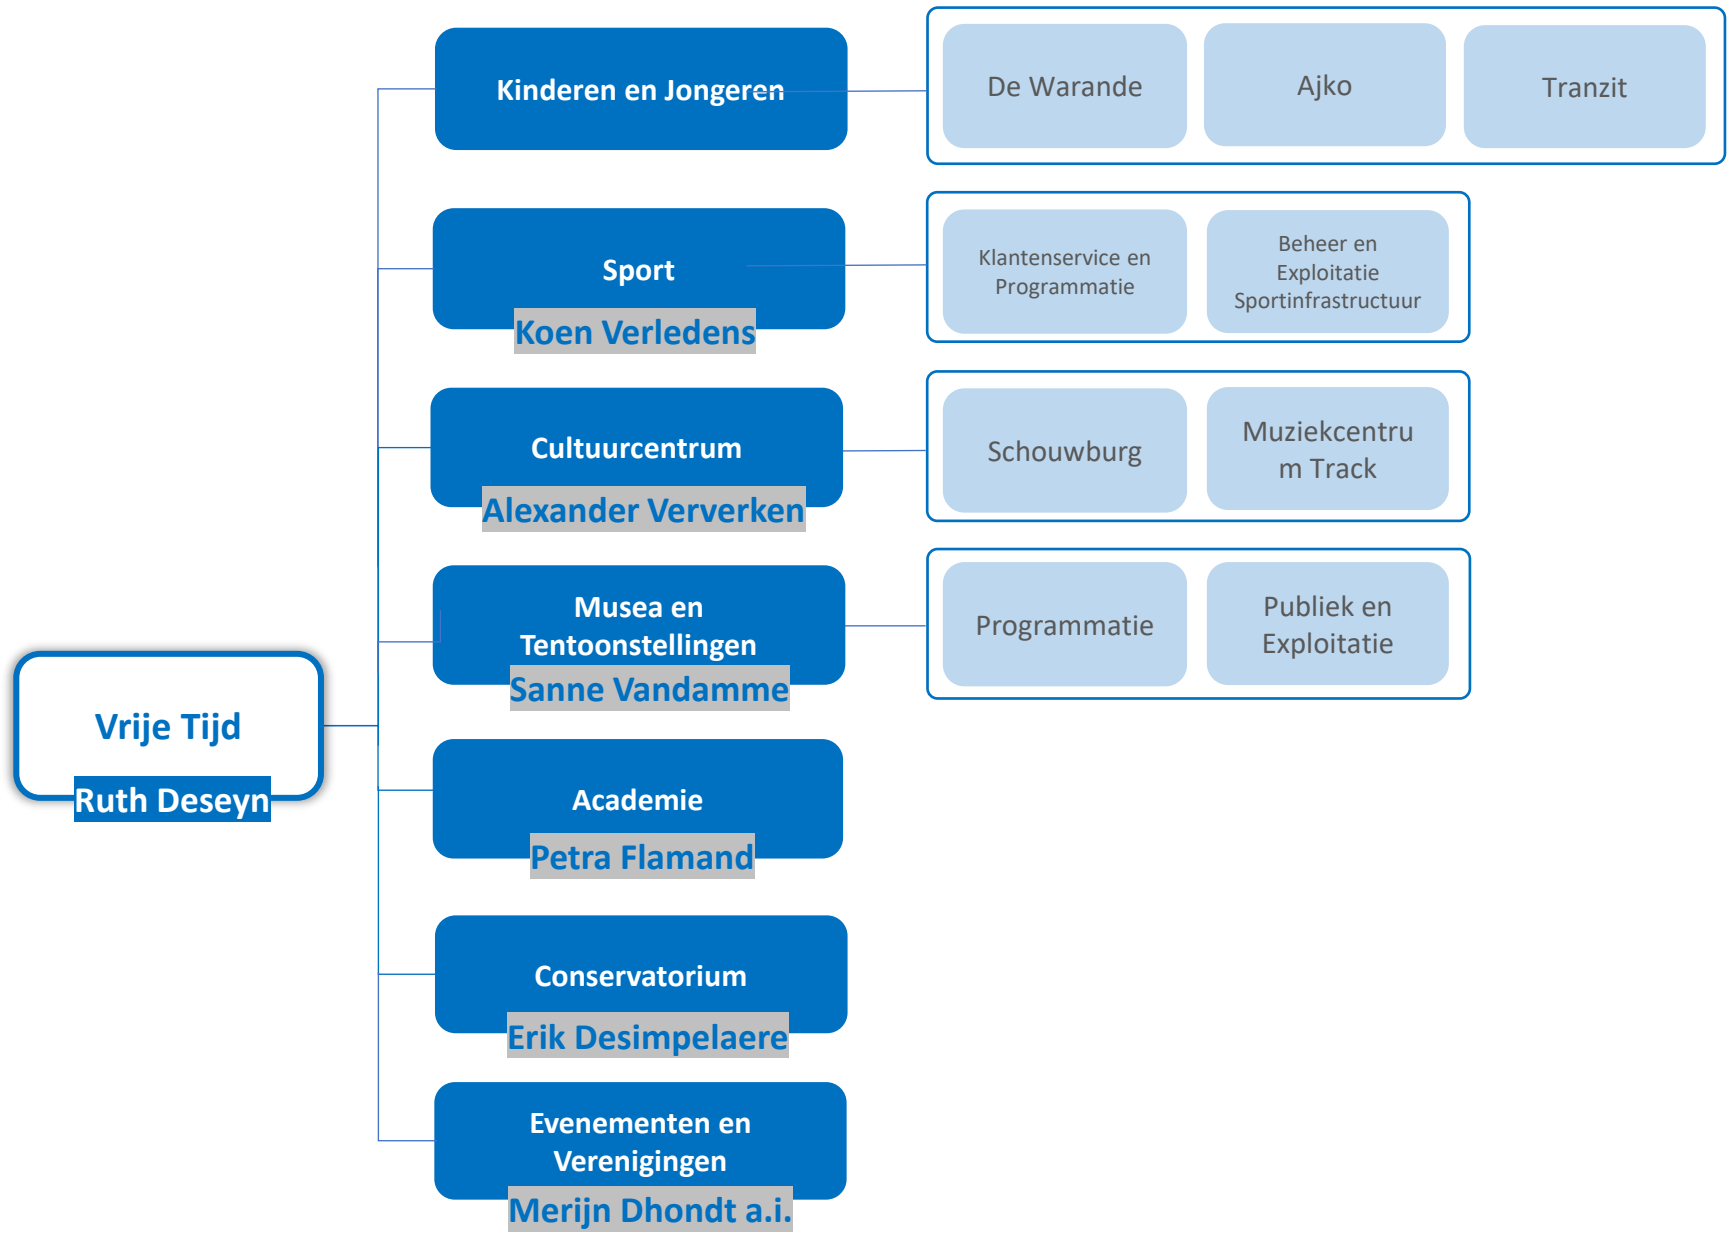 Kinderen en Jongeren
De Warande
Ajko
Tranzit
Sport
Koen Verledens
Klantenservice en
Programmatie
Beheer en
Exploitatie
Sportinfrastructuur
Cultuurcentrum
Alexander Ververken
Schouwburg
Muziekcentru
m Track
Musea en
Tentoonstellingen
Sanne Vandamme
Programmatie
Publiek en
Exploitatie
Vrije Tijd
Ruth Deseyn
Academie
Petra Flamand
Conservatorium
Erik Desimpelaere
Evenementen en
Verenigingen
Merijn Dhondt a.i.